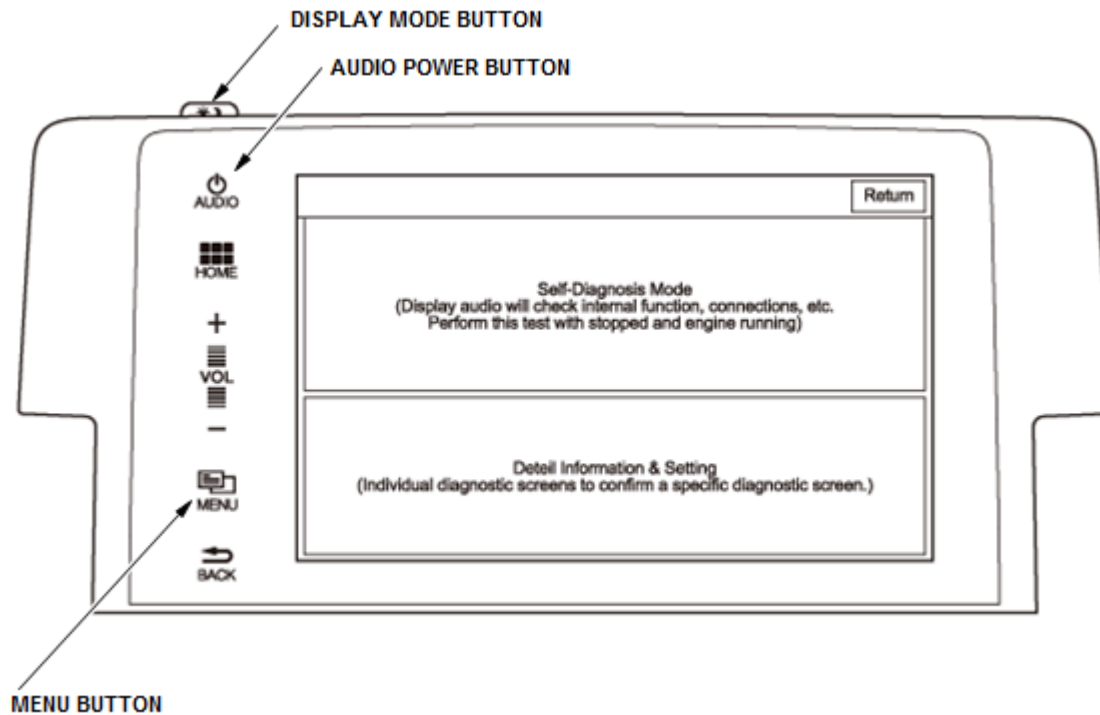 DISPLAY MODE BUTTON
AUDIO POWER BUTTON
AUDIO
Return
HOME
Self-Diagnosis Mode
(Display audio will check internal function, connections, etc.
Perform this test with stopped and engine running)
+
VOL
−
Deteil Information & Setting
(Individual diagnostic screens to confirm a specific diagnostic screen.)
MENU
BACK
MENU BUTTON